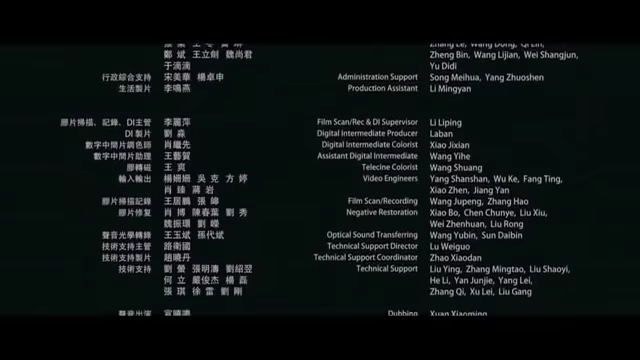 Zheng Bin, Wang Lijian, Wei Shangjun,
鄭 斌 王立劍 魏尚君
于滴滴 Yu Didi
行政綜合支持 宋美華 楊卓申 Administration Support Song Meihua, Yang Zhuoshen
生活製片 李鳴燕 Production Assistant Li Mingyan
膠片掃描、記錄、DI主管 李麗萍 Film Scan/Rec & DI Supervisor Li Liping
DI製片 劉 淼 Digital Intermediate Producer Laban
數字中間片調色師 肖繼先 Digital Intermediate Colorist Xiao Jixian
數字中間片助理 王藝賀 Assistant Digital Intermediate Wang Yihe
膠轉磁 王 爽 Telecine Colorist Wang Shuang
輸入輸出 楊姍姍 吳 克 方 婷 Video Engineers Yang Shanshan, Wu Ke, Fang Ting,
肖 臻 蔣 岩 Xiao Zhen, Jiang Yan
膠片掃描記錄 王居鵬 張 Film Scan/Recording Wang Jupeng, Zhang Hao
膠片修复 肖 博 陳春葉 劉 秀 Negative Restoration Xiao Bo, Chen Chunye, Liu Xiu,
魏振環 劉 嶸 Wei Zhenhuan, Liu Rong
聲音光學轉錄 王玉斌 孫代斌 Optical Sound Transferring Wang Yubin, Sun Daibin
技術支持主管 路衛國 Technical Support Director Lu Weiguo
技術支持製片 趙曉丹 Technical Support Coordinator Zhao Xiaodan
技術支持 劉 螢 張明濤 劉紹翌 Technical Support Liu Ying, Zhang Mingtao, Liu Shaoyi,
何 立 嚴俊杰 楊 磊 He Li, Yan Junjie, Yang Lei,
張 琪 徐 雷 劉 剛 Zhang Qi, Xu Lei, Liu Gang
聲音出演 Dubbing Xuan Xiaoming